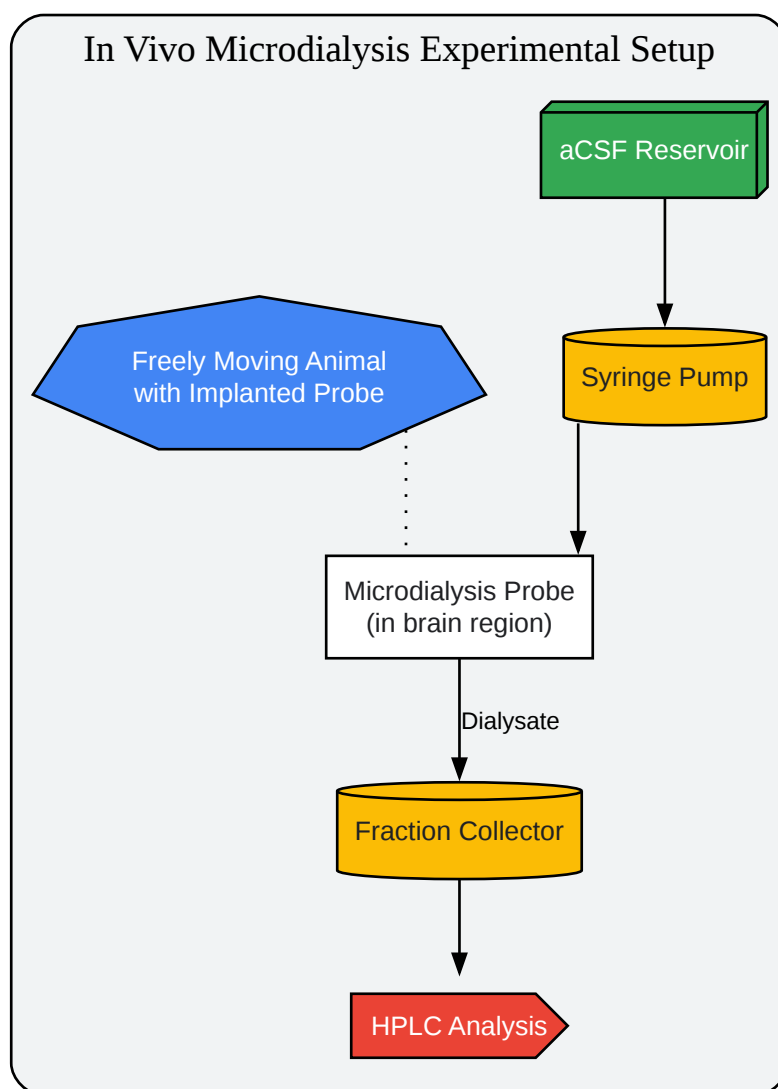 In Vivo Microdialysis Experimental Setup
aCSF Reservoir
Freely Moving Animal
with Implanted Probe
Syringe Pump
Microdialysis Probe
(in brain region)
Dialysate
Fraction Collector
HPLC Analysis